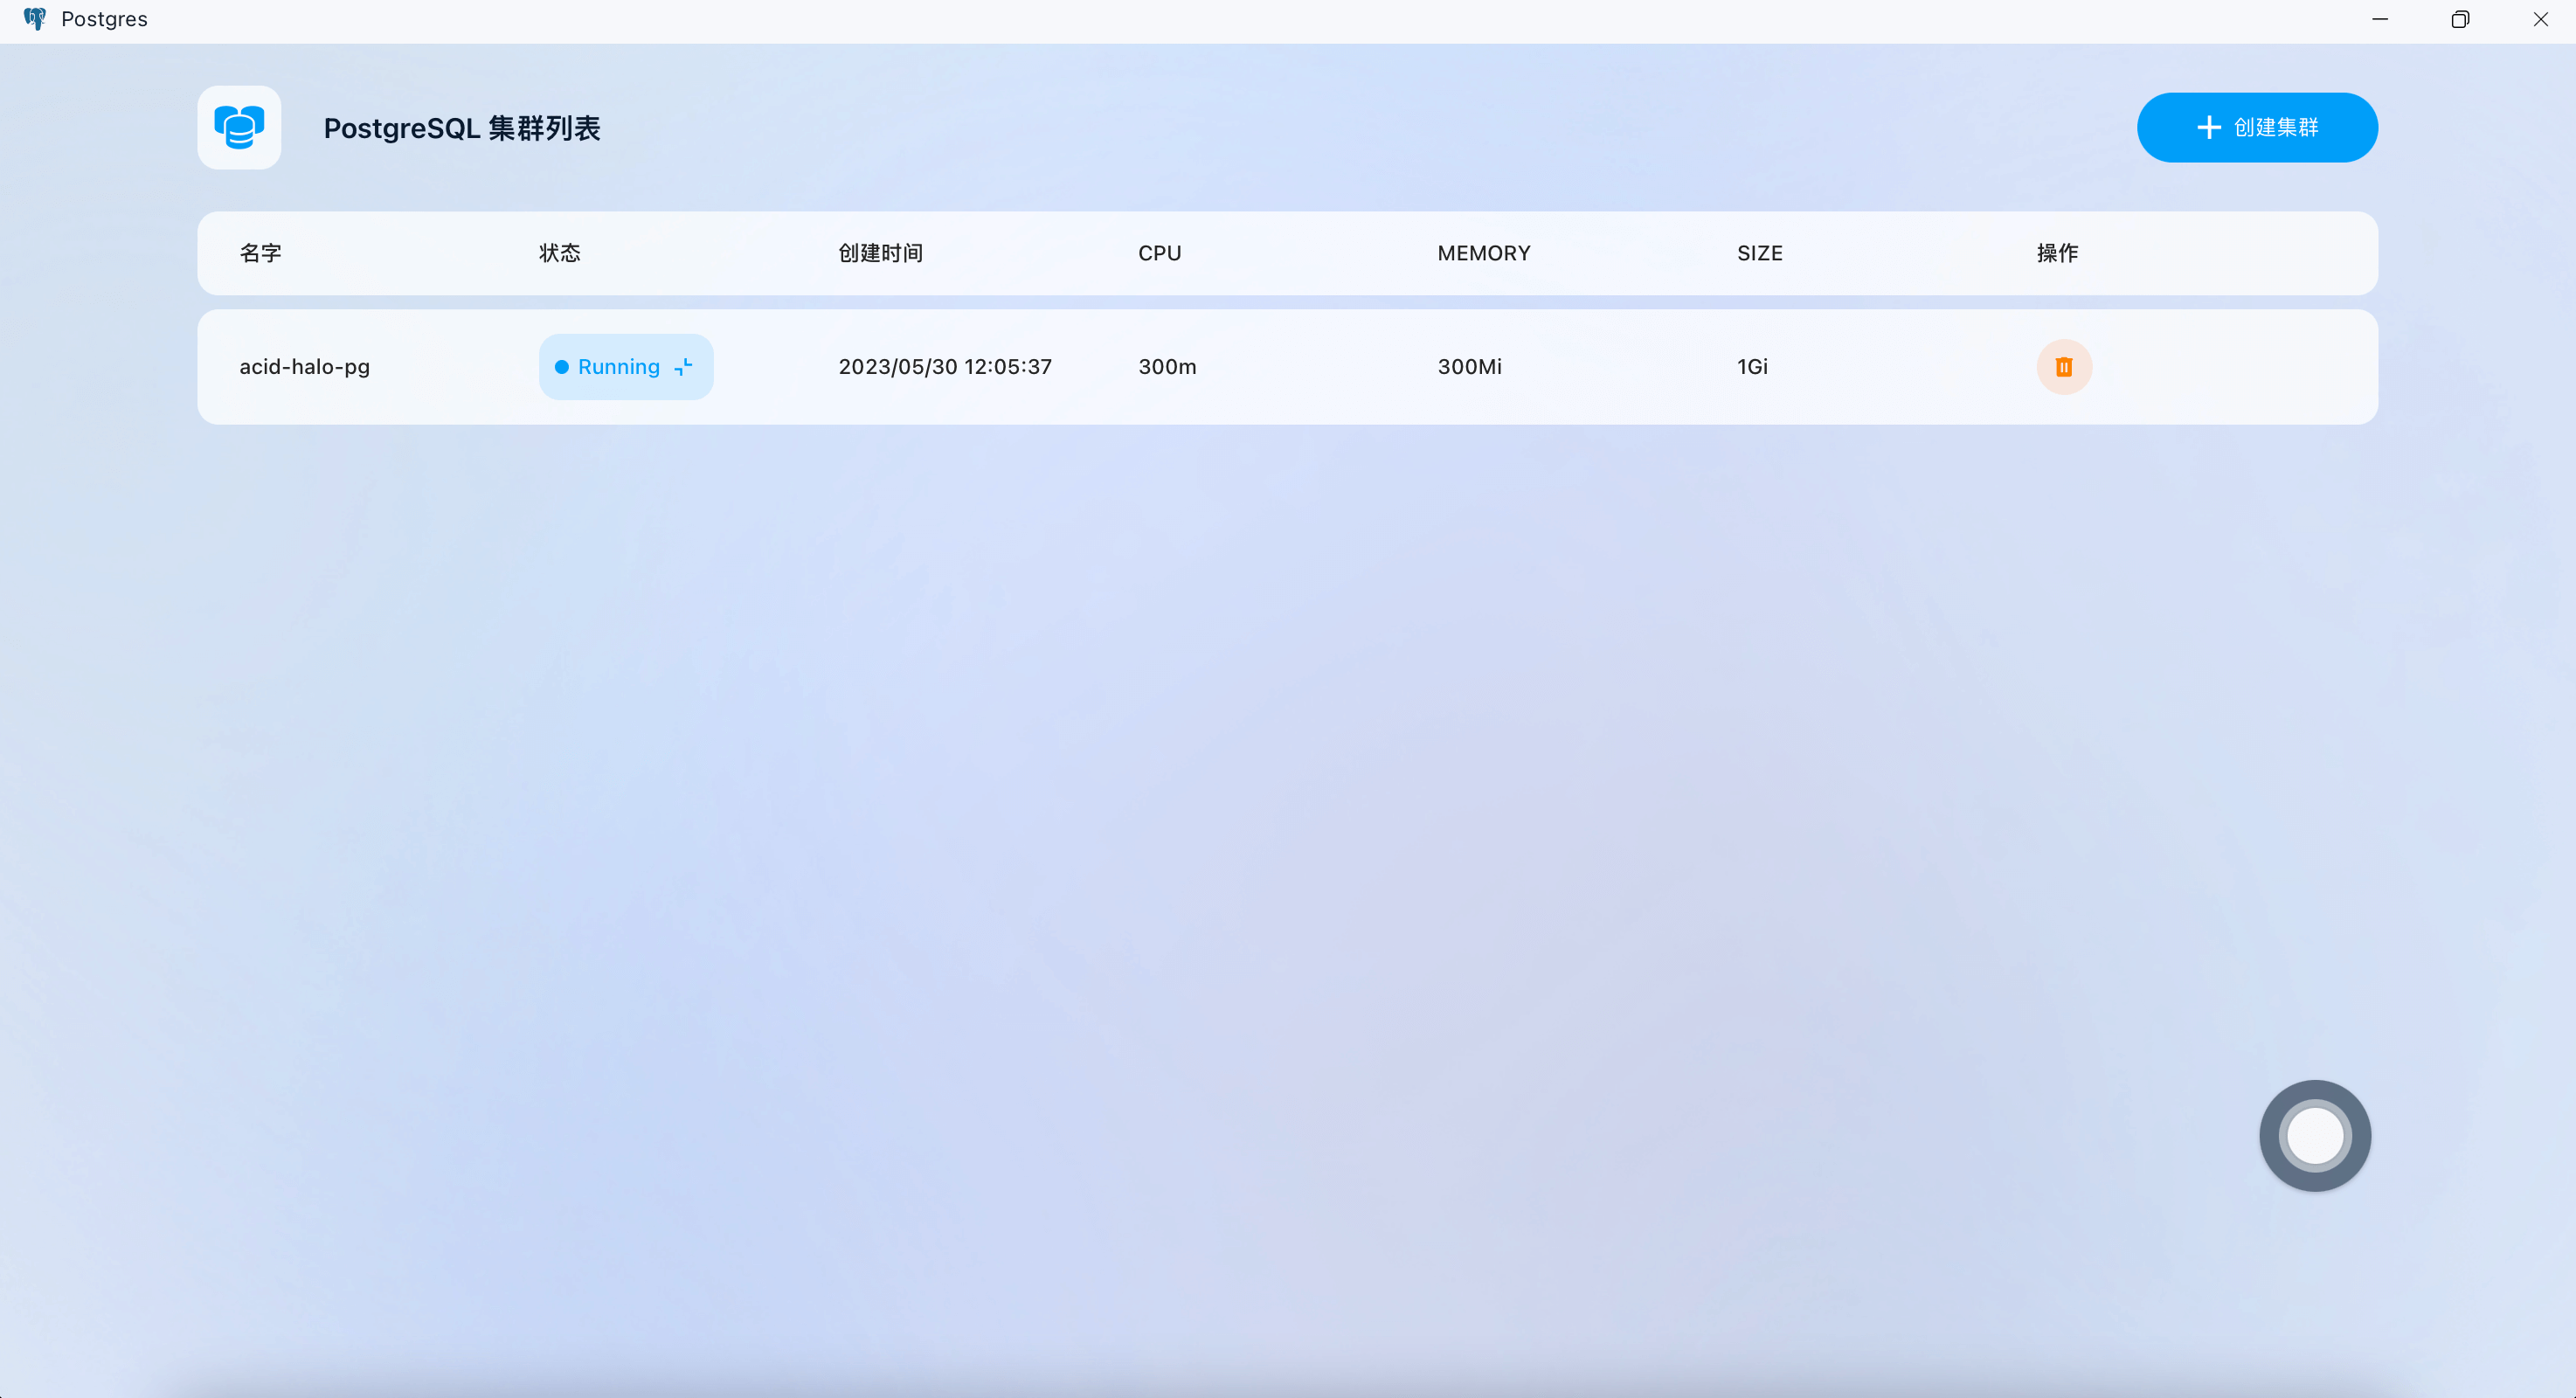 Postgres
PostgreSQL 集群列表
创建集群
名字 状态 创建时间 CPU MEMORY SIZE 操作
acid-halo-pg Running 2023/05/30 12:05:37 300m 300Mi 1Gi